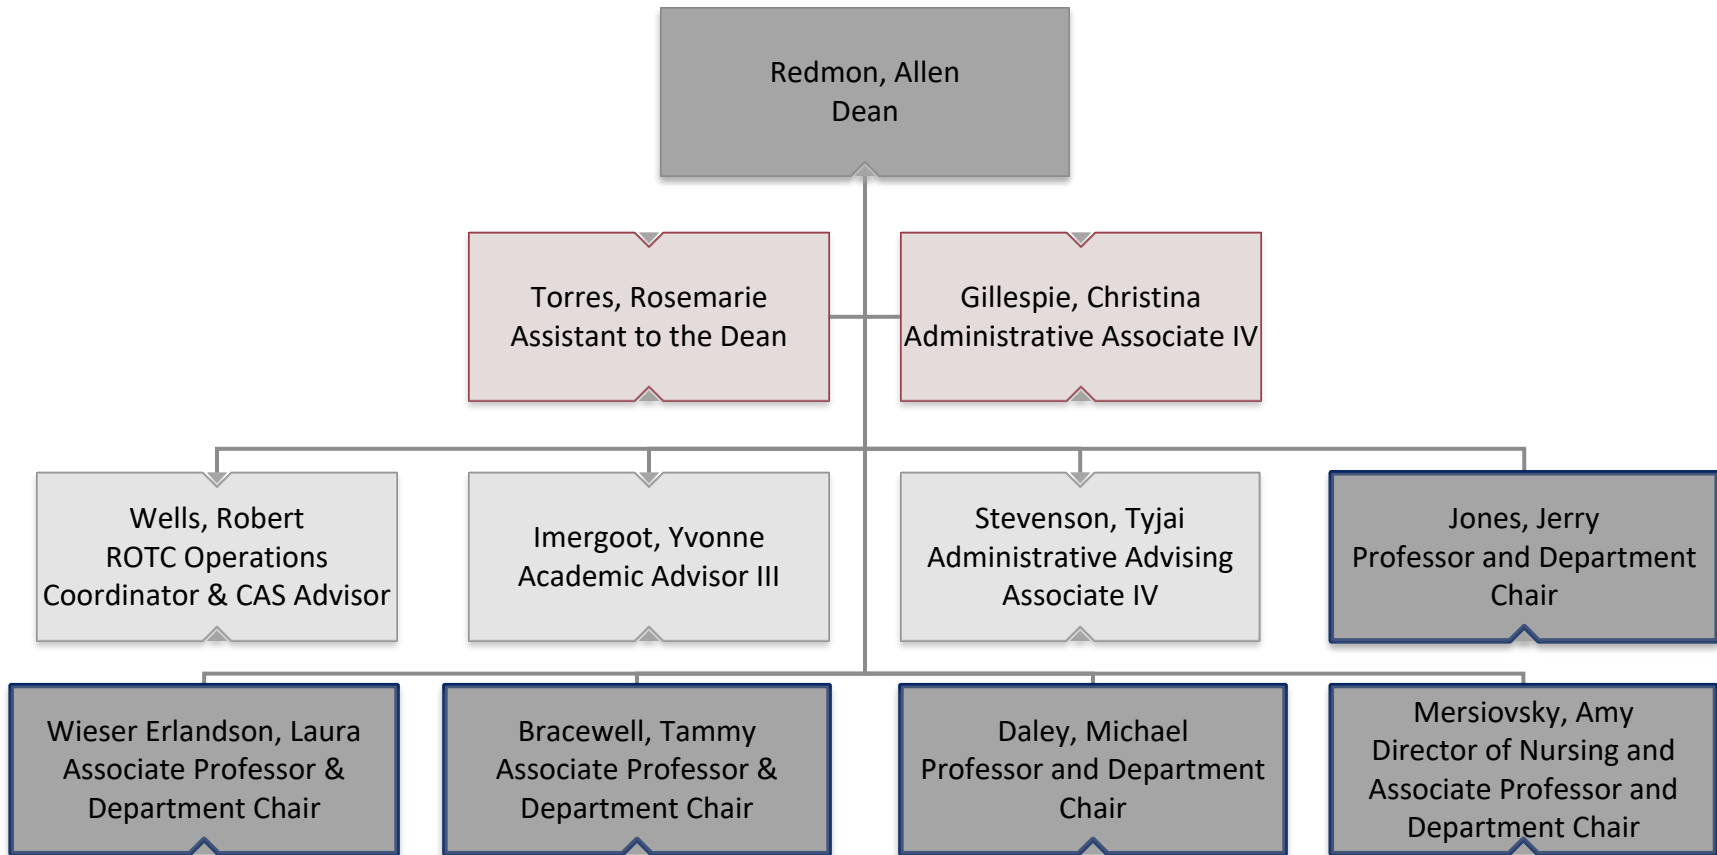 Redmon, Allen
Dean
Torres, Rosemarie
Assistant to the Dean
Gillespie, Christina
Administrative Associate IV
Wells, Robert
ROTC Operations
Coordinator & CAS Advisor
Imergoot, Yvonne
Academic Advisor III
Stevenson, Tyjai
Administrative Advising
Associate IV
Jones, Jerry
Professor and Department
Chair
Wieser Erlandson, Laura
Associate Professor &
Department Chair
Bracewell, Tammy
Associate Professor &
Department Chair
Daley, Michael
Professor and Department
Chair
Mersiovsky, Amy
Director of Nursing and
Associate Professor and
Department Chair